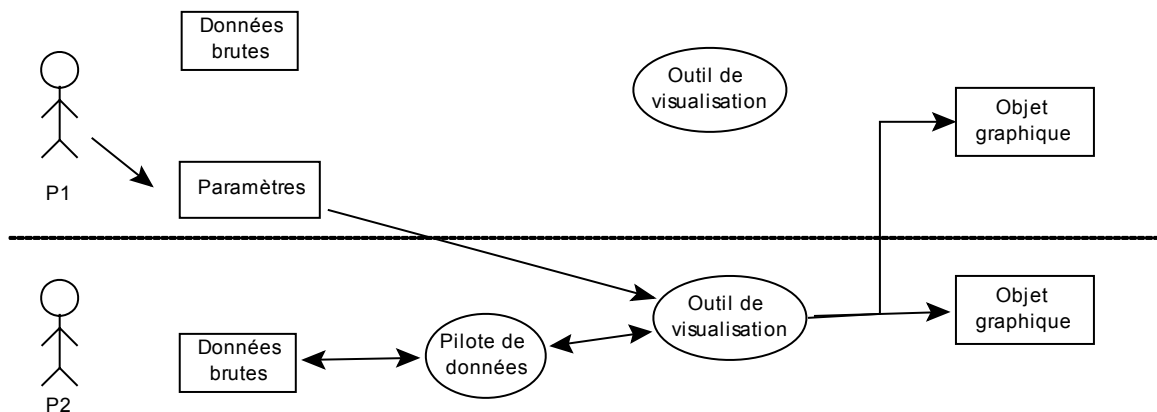 Données
brutes
Outil de
visualisation
Objet
graphique
P1
Paramètres
P2
Données
brutes
Pilote de
données
Outil de
visualisation
Objet
graphique